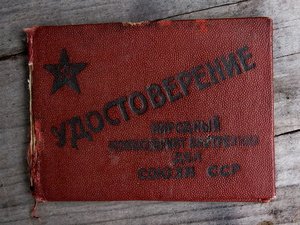 УДОСТОВЕРЕНИЕ
НАРОДНЫЙ
КОМИССАРИАТ ВНУТРЕННИХ
ДЕЛ
СОЮЗА ССР